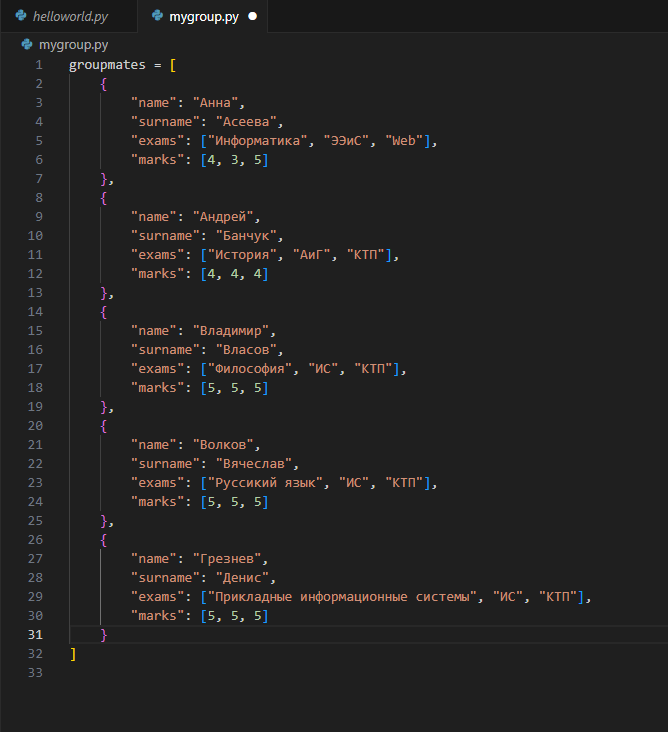 helloworld.py
mygroup.py
mygroup.py
1 groupmates = [
2 {
3 "name": "Анна",
4 "surname": "Асеева",
5 "exams": ["Информатика", "ЭЭиС", "Web"],
6 "marks": [4, 3, 5]
7 },
8 {
9 "name": "Андрей",
10 "surname": "Банчук",
11 "exams": ["История", "АиГ", "КТП"],
12 "marks": [4, 4, 4]
13 },
14 {
15 "name": "Владимир",
16 "surname": "Власов",
17 "exams": ["Философия", "ИС", "КТП"],
18 "marks": [5, 5, 5]
19 },
20 {
21 "name": "Волков",
22 "surname": "Вячеслав",
23 "exams": ["Руссикий язык", "ИС", "КТП"],
24 "marks": [5, 5, 5]
25 },
26 {
27 "name": "Грезнев",
28 "surname": "Денис",
29 "exams": ["Прикладные информационные системы", "ИС", "КТП"],
30 "marks": [5, 5, 5]
31 }
32 ]
33